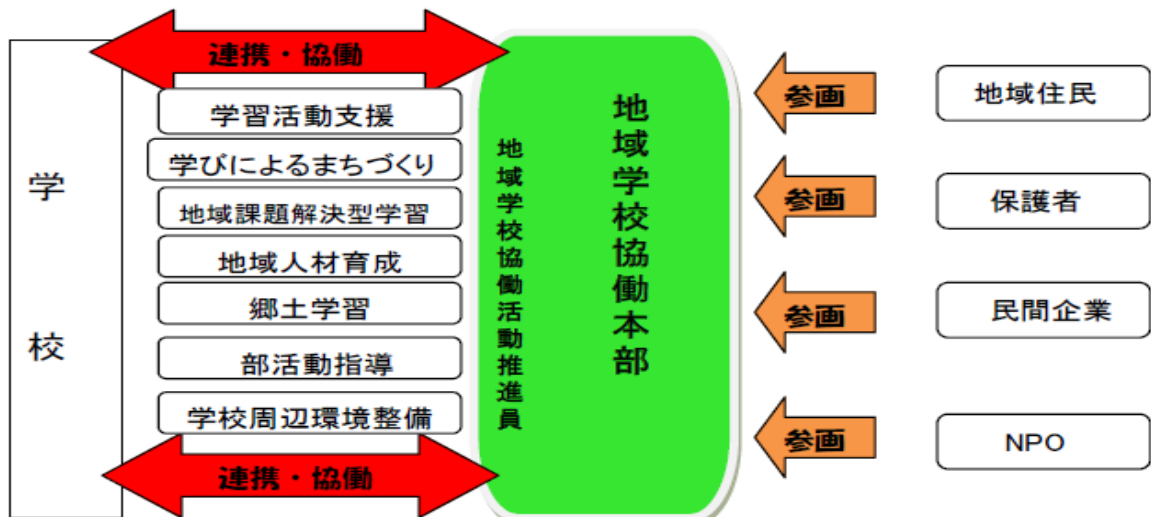 学校
連携・協働
学習活動支援
学びによるまちづくり
地域課題解決型学習
地域人材育成
郷土学習
部活動指導
学校周辺環境整備
連携・協働
地域学校協働本部
地域学校協働活動推進員
参画
地域住民
参画
保護者
参画
民間企業
参画
NPO